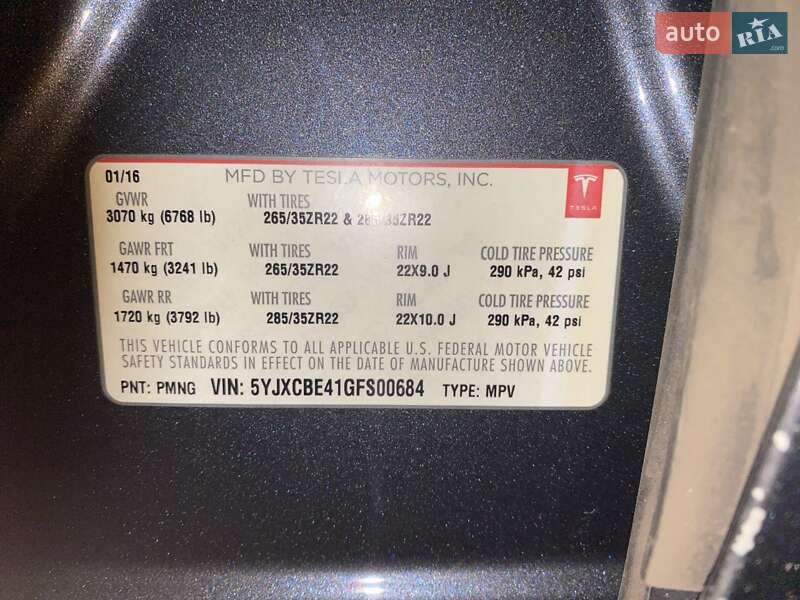 auto RIA.com
01/16 MFD BY TESLA MOTORS, INC.
GVWR WITH TIRES
3070 kg (6768 lb) 265/35ZR22 & 285/35ZR22
TESLA
GAWR FRT WITH TIRES RIM COLD TIRE PRESSURE
1470 kg (3241 lb) 265/35ZR22 22X9.0 J 290 kPa, 42 psi
GAWR RR WITH TIRES RIM COLD TIRE PRESSURE
1720 kg (3792 lb) 285/35ZR22 22X10.0 J 290 kPa, 42 psi
THIS VEHICLE CONFORMS TO ALL APPLICABLE U.S. FEDERAL MOTOR VEHICLE
SAFETY STANDARDS IN EFFECT ON THE DATE OF MANUFACTURE SHOWN ABOVE.
PNT: PMNG VIN: 5YJXCBE41GFS00684 TYPE: MPV